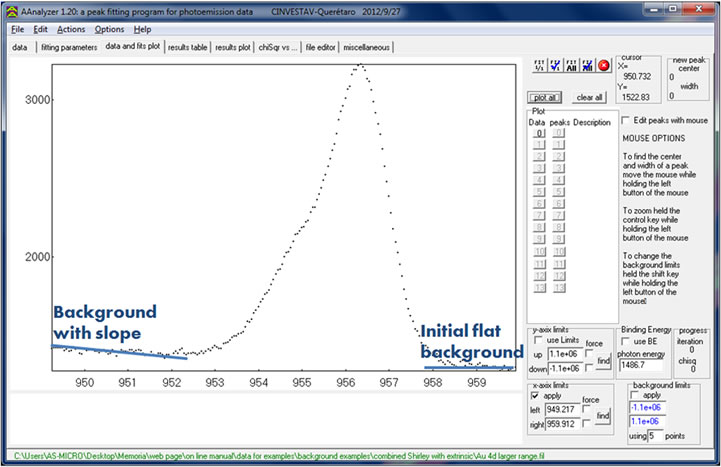 AAnalyzer 1.20: a peak fitting program for photoemission data CINVESTAV-Querétaro 2012/9/27
File Edit Actions Options Help
data fitting parameters data and fits plot results table results plot chiSqr vs ... file editor miscellaneous
3000
2000
Background
with slope
Initial flat
background
950 951 952 953 954 955 956 957 958 959
FIT All
cursor
X=
950.732
Y=
1522.83
new peak
center
0
width
0
plot all clear all
Plot
Data peaks Description
0 0
1 1
2 2
3 3
4 4
5 5
6 6
7 7
8 8
9 9
10 10
11 11
12 12
13 13
Edit peaks with mouse
MOUSE OPTIONS
To find the center
and width of a peak
move the mouse while
holding the left
button of the mouse
To zoom held the
control key while
holding the left
button of the mouse
To change the
background limits
held the shift key
while holding the
left button of the
mouse
y-axis limits
use Limits force
up 1.1e+06
down -1.1e+06
find
Binding Energy
use BE
photon energy
1486.7
progress
iteration
0
chisq
0
x-axis limits
apply force
left 949.217
right 959.912
find
background limits
apply
-1.1e+06
1.1e+06
using 5 points
C:\Users\AS-MICRO\Desktop\Memoria\web page\on line manual\data for examples\background examples\combined Shirley with extrinsic\Au 4d larger range.fil